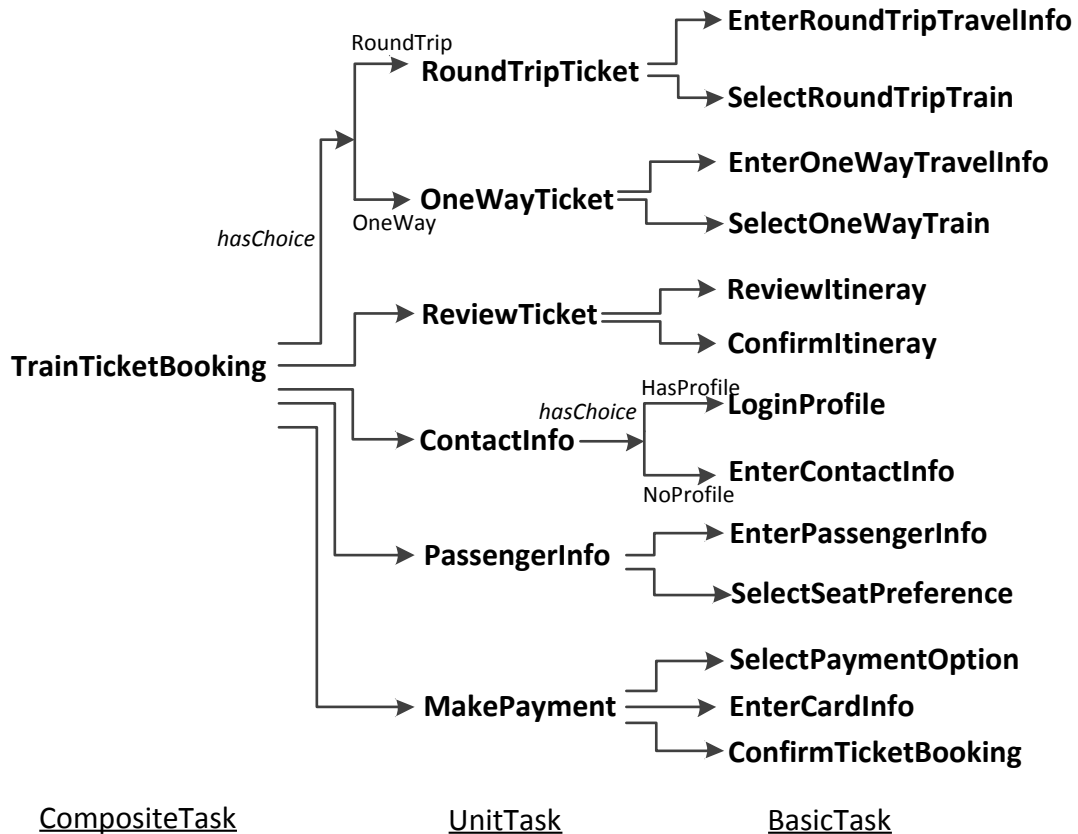 EnterRoundTripTravelInfo
RoundTrip
RoundTripTicket
SelectRoundTripTrain
EnterOneWayTravelInfo
OneWayTicket
OneWay
SelectOneWayTrain
hasChoice
ReviewItineray
ReviewTicket
ConfirmItineray
TrainTicketBooking
HasProfile
LoginProfile
hasChoice
ContactInfo
EnterContactInfo
NoProfile
EnterPassengerInfo
PassengerInfo
SelectSeatPreference
SelectPaymentOption
MakePayment
EnterCardInfo
ConfirmTicketBooking
CompositeTask
UnitTask
BasicTask